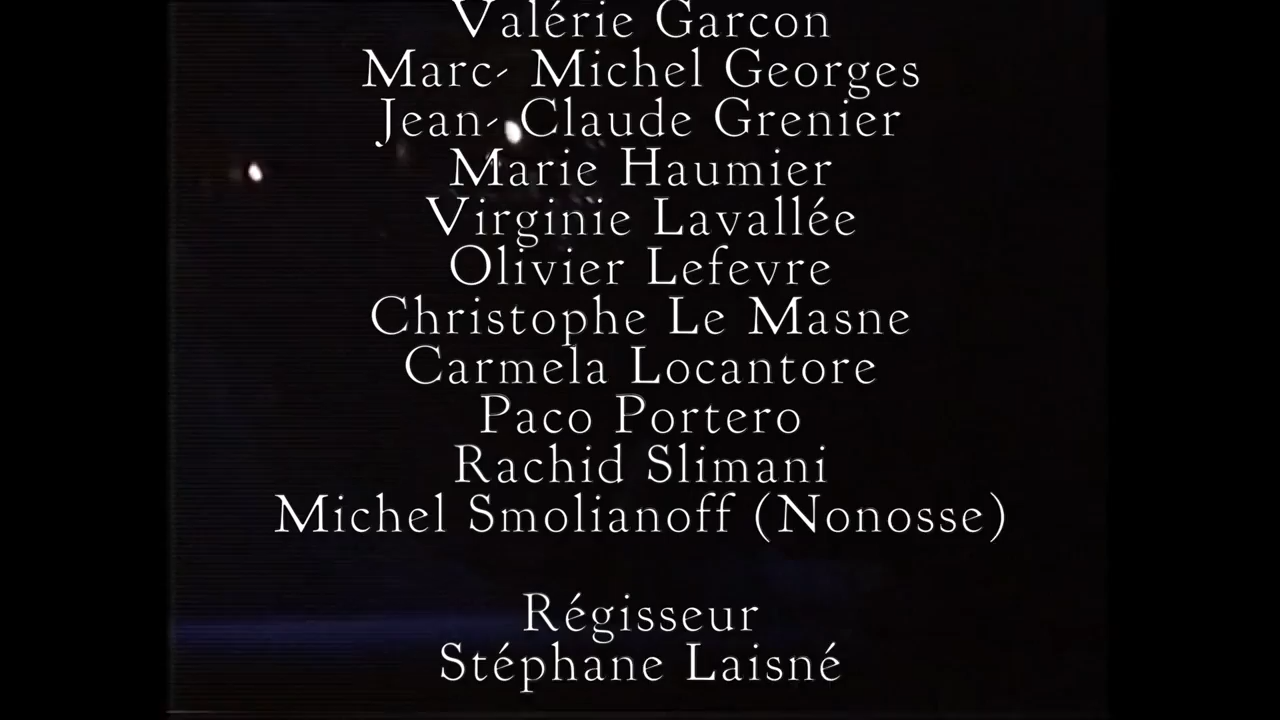 Valérie Garcon
Marc- Michel Georges
Jean- Claude Grenier
Marie Haumier
Virginie Lavallée
Olivier Lefevre
Christophe Le Masne
Carmela Locantore
Paco Portero
Rachid Slimani
Michel Smolianoff (Nonosse)
Régisseur
Stéphane Laisné